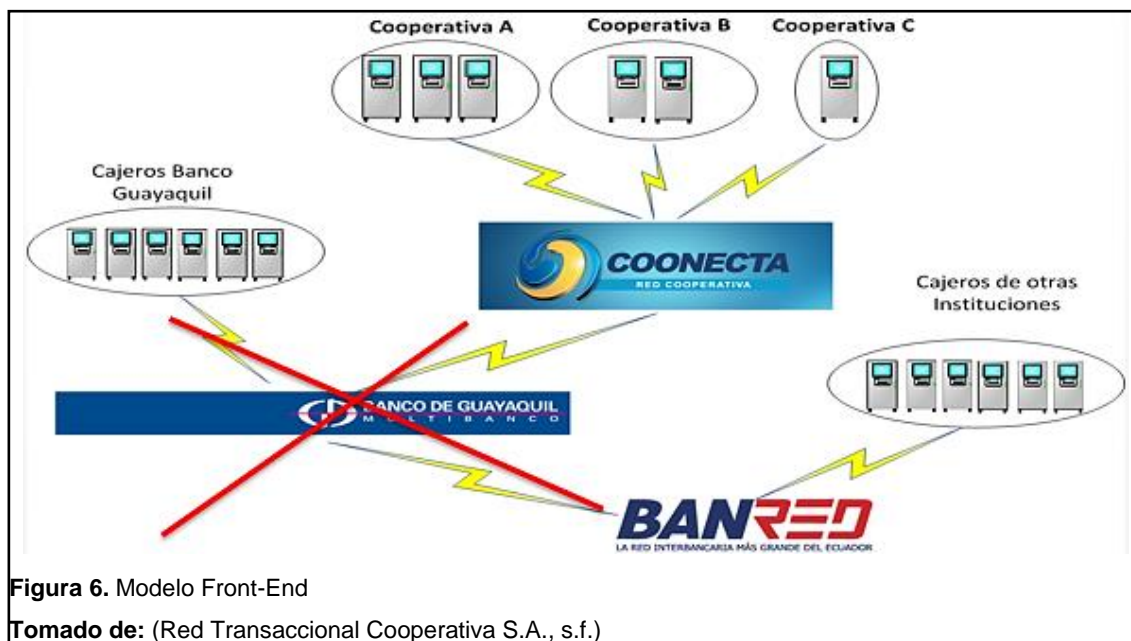 Cooperativa A
Cooperativa B
Cooperativa C
Cajeros Banco
Guayaquil
COONECTA
RED COOPERATIVA
Cajeros de otras
Instituciones
BANCO DE GUAYAQUIL
MULTIBANCO
BANRED
LA RED INTERBANCARIA MÁS GRANDE DEL ECUADOR
Figura 6. Modelo Front-End
Tomado de: (Red Transaccional Cooperativa S.A., s.f.)